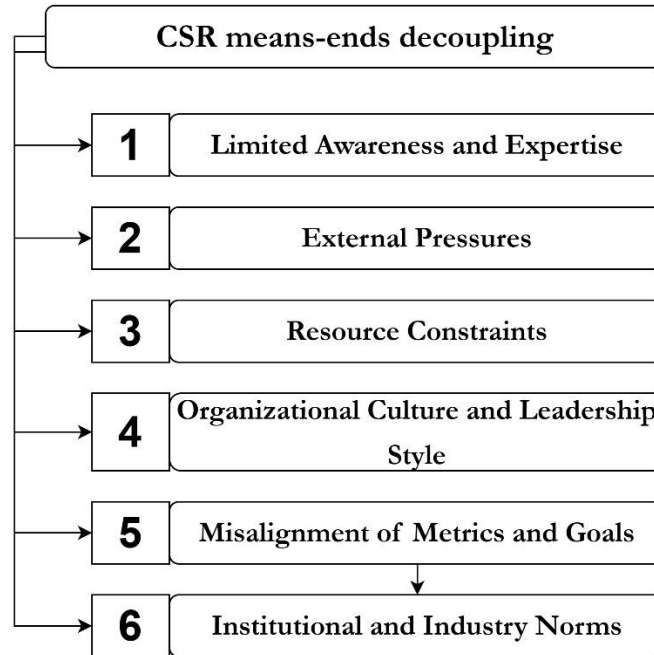 CSR means-ends decoupling
1 Limited Awareness and Expertise
2 External Pressures
3 Resource Constraints
4 Organizational Culture and Leadership
Style
5 Misalignment of Metrics and Goals
6 Institutional and Industry Norms